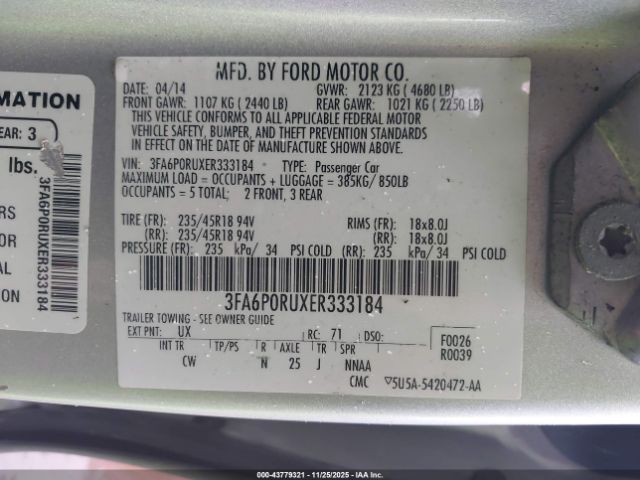 RMATION
EAR: 3
lbs.
RS
OR
AL
ION
3FA6P0RUXER333184
MFD. BY FORD MOTOR CO.
DATE: 04/14 GVWR: 2123 KG ( 4680 LB)
FRONT GAWR: 1107 KG ( 2440 LB) REAR GAWR: 1021 KG ( 2250 LB)
THIS VEHICLE CONFORMS TO ALL APPLICABLE FEDERAL MOTOR
VEHICLE SAFETY, BUMPER, AND THEFT PREVENTION STANDARDS
IN EFFECT ON THE DATE OF MANUFACTURE SHOWN ABOVE.
VIN: 3FA6P0RUXER333184 TYPE: Passenger Car
MAXIMUM LOAD = OCCUPANTS + LUGGAGE = 385KG/ 850LB
OCCUPANTS = 5 TOTAL; 2 FRONT, 3 REAR
TIRE (FR): 235/45R18 94V RIMS (FR): 18x8.0J
(RR): 235/45R18 94V (RR): 18x8.0J
PRESSURE (FR): 235 kPa/ 34 PSI COLD (RR): 235 kPa/ 34 PSI COLD
3FA6P0RUXER333184
TRAILER TOWING - SEE OWNER GUIDE
EXT PNT: UX RC: 71 DSO: F0026
R0039
INT TR TP/PS R AXLE TR SPR
CW N 25 J NNAA
CMC ▽5U5A-5420472-AA
000-43779321 - 11/25/2025 - COPYRIGHT IAA, LLC.